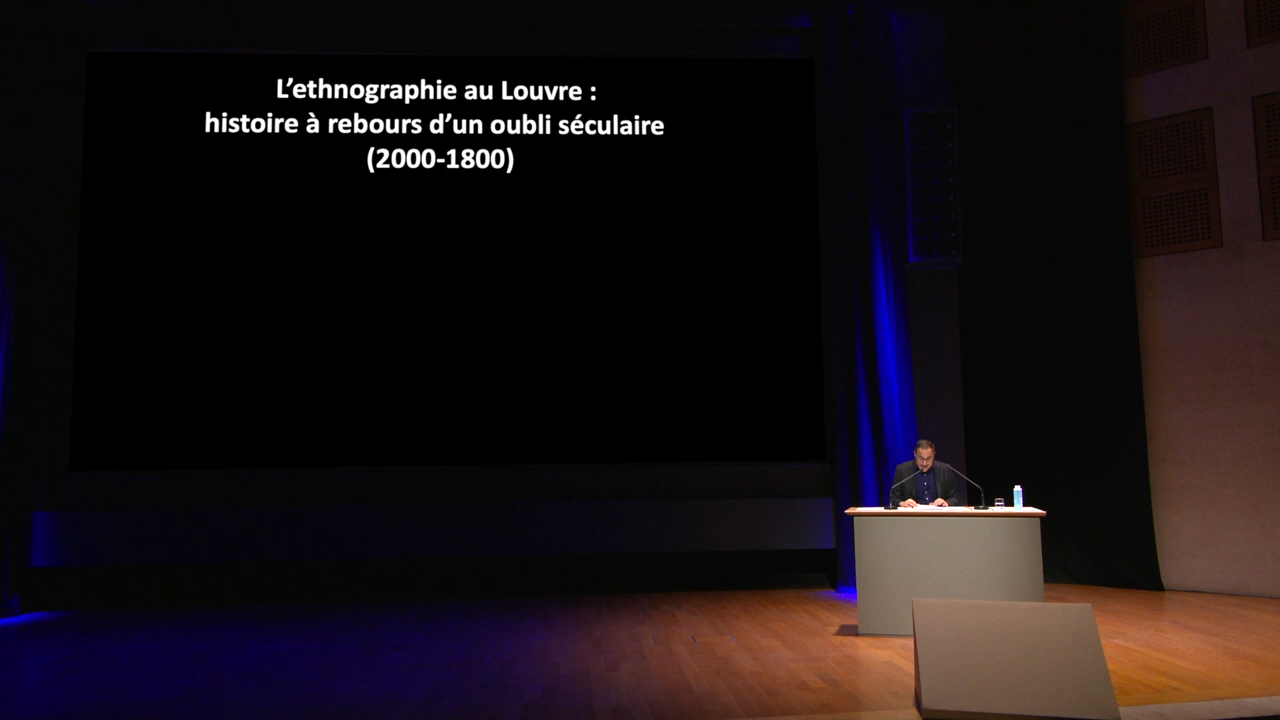 L’ethnographie au Louvre :
histoire à rebours d’un oubli séculaire
(2000-1800)